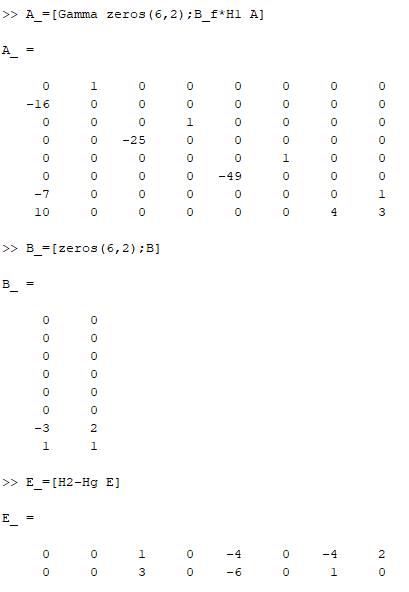 >> A_=[Gamma zeros(6,2);B_f*H1 A]
A_ =
0 1 0 0 0 0 0 0
-16 0 0 0 0 0 0 0
0 0 0 1 0 0 0 0
0 0 -25 0 0 0 0 0
0 0 0 0 0 1 0 0
0 0 0 0 -49 0 0 0
-7 0 0 0 0 0 0 1
10 0 0 0 0 0 4 3
>> B_=[zeros(6,2);B]
B_ =
0 0
0 0
0 0
0 0
0 0
0 0
-3 2
1 1
>> E_=[H2-Hg E]
E_ =
0 0 1 0 -4 0 -4 2
0 0 3 0 -6 0 1 0